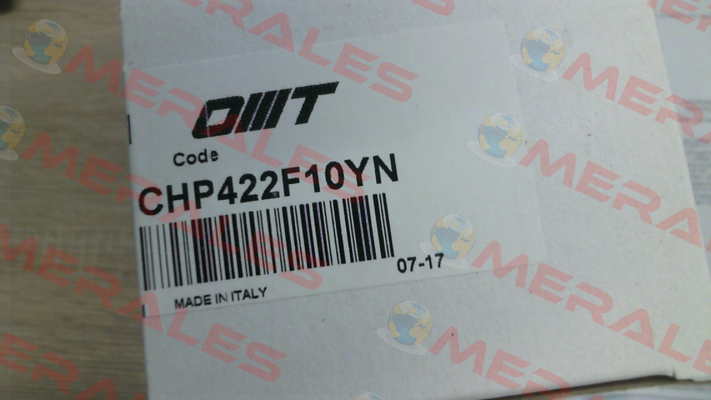 OMT
Code
CHP422F10YN
07-17
MADE IN ITALY
MERALES
MERALES
MERALES
MERALES
MERALES
MERALES